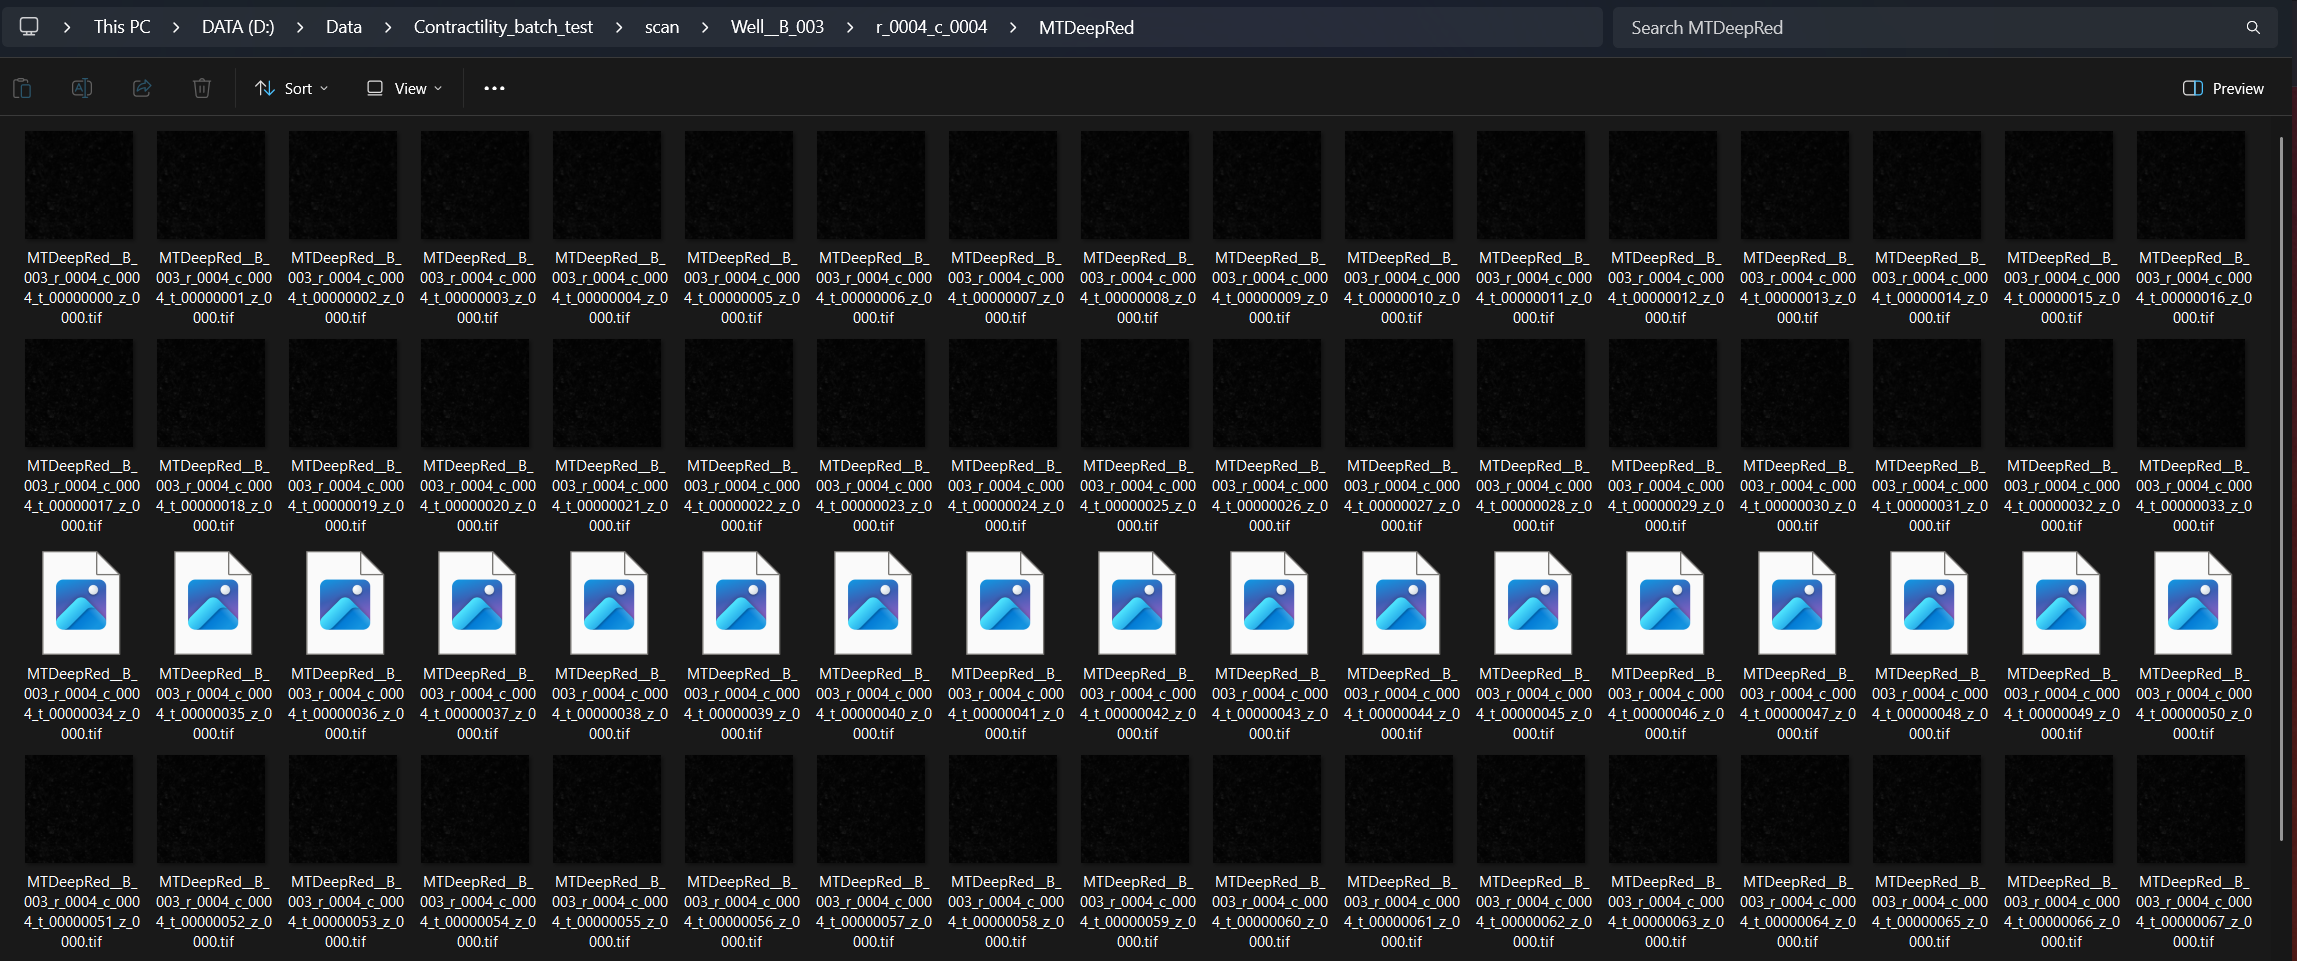 This PC > DATA (D:) > Data > Contractility_batch_test > scan > Well__B_003 > r_0004_c_0004 > MTDeepRed
Search MTDeepRed
Sort
View
Preview
MTDeepRed__B_003_r_0004_c_0004_t_00000000_z_0000.tif
MTDeepRed__B_003_r_0004_c_0004_t_00000001_z_0000.tif
MTDeepRed__B_003_r_0004_c_0004_t_00000002_z_0000.tif
MTDeepRed__B_003_r_0004_c_0004_t_00000003_z_0000.tif
MTDeepRed__B_003_r_0004_c_0004_t_00000004_z_0000.tif
MTDeepRed__B_003_r_0004_c_0004_t_00000005_z_0000.tif
MTDeepRed__B_003_r_0004_c_0004_t_00000006_z_0000.tif
MTDeepRed__B_003_r_0004_c_0004_t_00000007_z_0000.tif
MTDeepRed__B_003_r_0004_c_0004_t_00000008_z_0000.tif
MTDeepRed__B_003_r_0004_c_0004_t_00000009_z_0000.tif
MTDeepRed__B_003_r_0004_c_0004_t_00000010_z_0000.tif
MTDeepRed__B_003_r_0004_c_0004_t_00000011_z_0000.tif
MTDeepRed__B_003_r_0004_c_0004_t_00000012_z_0000.tif
MTDeepRed__B_003_r_0004_c_0004_t_00000013_z_0000.tif
MTDeepRed__B_003_r_0004_c_0004_t_00000014_z_0000.tif
MTDeepRed__B_003_r_0004_c_0004_t_00000015_z_0000.tif
MTDeepRed__B_003_r_0004_c_0004_t_00000016_z_0000.tif
MTDeepRed__B_003_r_0004_c_0004_t_00000017_z_0000.tif
MTDeepRed__B_003_r_0004_c_0004_t_00000018_z_0000.tif
MTDeepRed__B_003_r_0004_c_0004_t_00000019_z_0000.tif
MTDeepRed__B_003_r_0004_c_0004_t_00000020_z_0000.tif
MTDeepRed__B_003_r_0004_c_0004_t_00000021_z_0000.tif
MTDeepRed__B_003_r_0004_c_0004_t_00000022_z_0000.tif
MTDeepRed__B_003_r_0004_c_0004_t_00000023_z_0000.tif
MTDeepRed__B_003_r_0004_c_0004_t_00000024_z_0000.tif
MTDeepRed__B_003_r_0004_c_0004_t_00000025_z_0000.tif
MTDeepRed__B_003_r_0004_c_0004_t_00000026_z_0000.tif
MTDeepRed__B_003_r_0004_c_0004_t_00000027_z_0000.tif
MTDeepRed__B_003_r_0004_c_0004_t_00000028_z_0000.tif
MTDeepRed__B_003_r_0004_c_0004_t_00000029_z_0000.tif
MTDeepRed__B_003_r_0004_c_0004_t_00000030_z_0000.tif
MTDeepRed__B_003_r_0004_c_0004_t_00000031_z_0000.tif
MTDeepRed__B_003_r_0004_c_0004_t_00000032_z_0000.tif
MTDeepRed__B_003_r_0004_c_0004_t_00000033_z_0000.tif
MTDeepRed__B_003_r_0004_c_0004_t_00000034_z_0000.tif
MTDeepRed__B_003_r_0004_c_0004_t_00000035_z_0000.tif
MTDeepRed__B_003_r_0004_c_0004_t_00000036_z_0000.tif
MTDeepRed__B_003_r_0004_c_0004_t_00000037_z_0000.tif
MTDeepRed__B_003_r_0004_c_0004_t_00000038_z_0000.tif
MTDeepRed__B_003_r_0004_c_0004_t_00000039_z_0000.tif
MTDeepRed__B_003_r_0004_c_0004_t_00000040_z_0000.tif
MTDeepRed__B_003_r_0004_c_0004_t_00000041_z_0000.tif
MTDeepRed__B_003_r_0004_c_0004_t_00000042_z_0000.tif
MTDeepRed__B_003_r_0004_c_0004_t_00000043_z_0000.tif
MTDeepRed__B_003_r_0004_c_0004_t_00000044_z_0000.tif
MTDeepRed__B_003_r_0004_c_0004_t_00000045_z_0000.tif
MTDeepRed__B_003_r_0004_c_0004_t_00000046_z_0000.tif
MTDeepRed__B_003_r_0004_c_0004_t_00000047_z_0000.tif
MTDeepRed__B_003_r_0004_c_0004_t_00000048_z_0000.tif
MTDeepRed__B_003_r_0004_c_0004_t_00000049_z_0000.tif
MTDeepRed__B_003_r_0004_c_0004_t_00000050_z_0000.tif
MTDeepRed__B_003_r_0004_c_0004_t_00000051_z_0000.tif
MTDeepRed__B_003_r_0004_c_0004_t_00000052_z_0000.tif
MTDeepRed__B_003_r_0004_c_0004_t_00000053_z_0000.tif
MTDeepRed__B_003_r_0004_c_0004_t_00000054_z_0000.tif
MTDeepRed__B_003_r_0004_c_0004_t_00000055_z_0000.tif
MTDeepRed__B_003_r_0004_c_0004_t_00000056_z_0000.tif
MTDeepRed__B_003_r_0004_c_0004_t_00000057_z_0000.tif
MTDeepRed__B_003_r_0004_c_0004_t_00000058_z_0000.tif
MTDeepRed__B_003_r_0004_c_0004_t_00000059_z_0000.tif
MTDeepRed__B_003_r_0004_c_0004_t_00000060_z_0000.tif
MTDeepRed__B_003_r_0004_c_0004_t_00000061_z_0000.tif
MTDeepRed__B_003_r_0004_c_0004_t_00000062_z_0000.tif
MTDeepRed__B_003_r_0004_c_0004_t_00000063_z_0000.tif
MTDeepRed__B_003_r_0004_c_0004_t_00000064_z_0000.tif
MTDeepRed__B_003_r_0004_c_0004_t_00000065_z_0000.tif
MTDeepRed__B_003_r_0004_c_0004_t_00000066_z_0000.tif
MTDeepRed__B_003_r_0004_c_0004_t_00000067_z_0000.tif